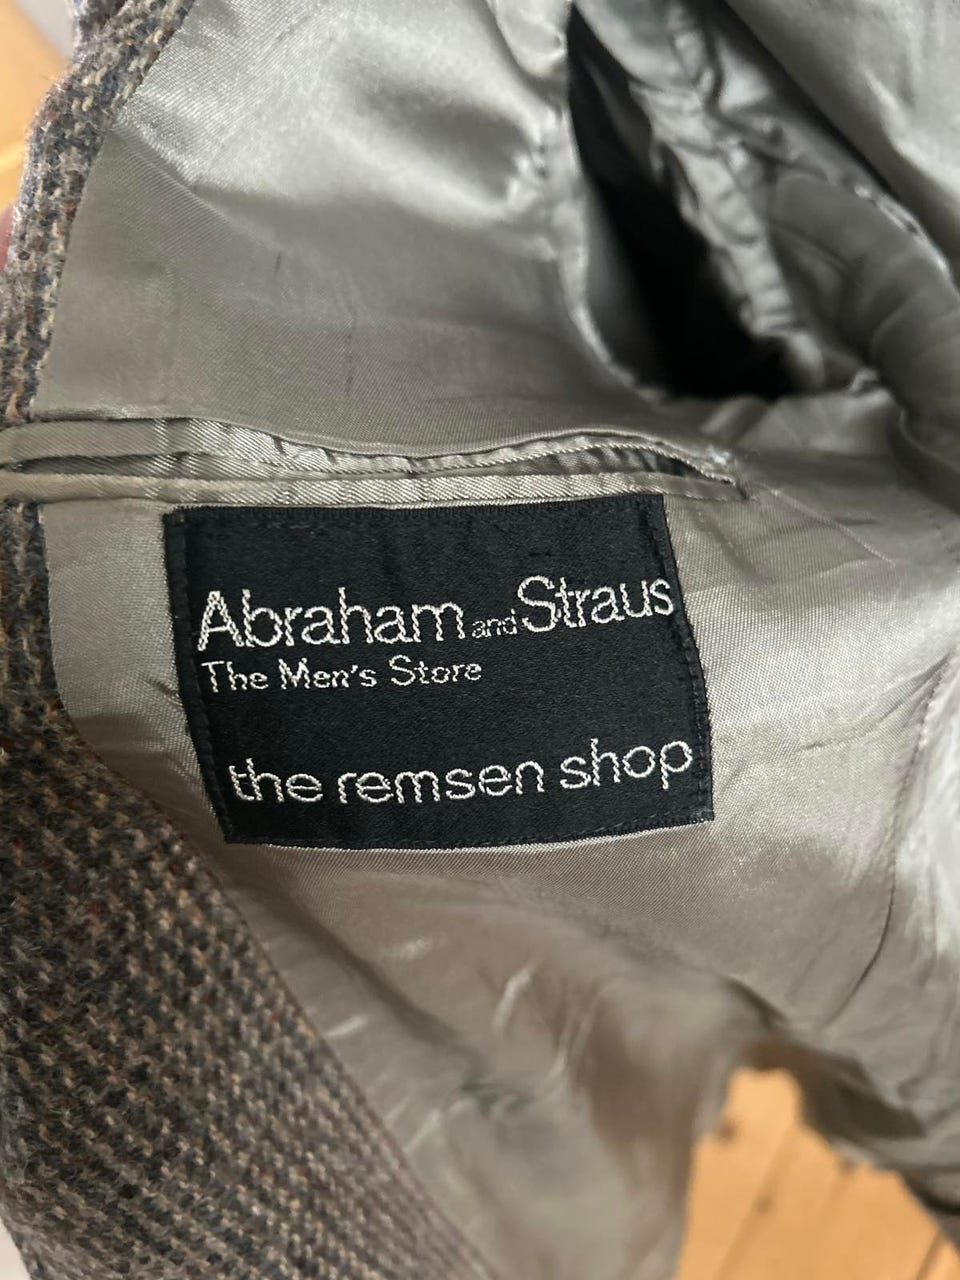 Abraham and Straus
The Men's Store
the remsen shop